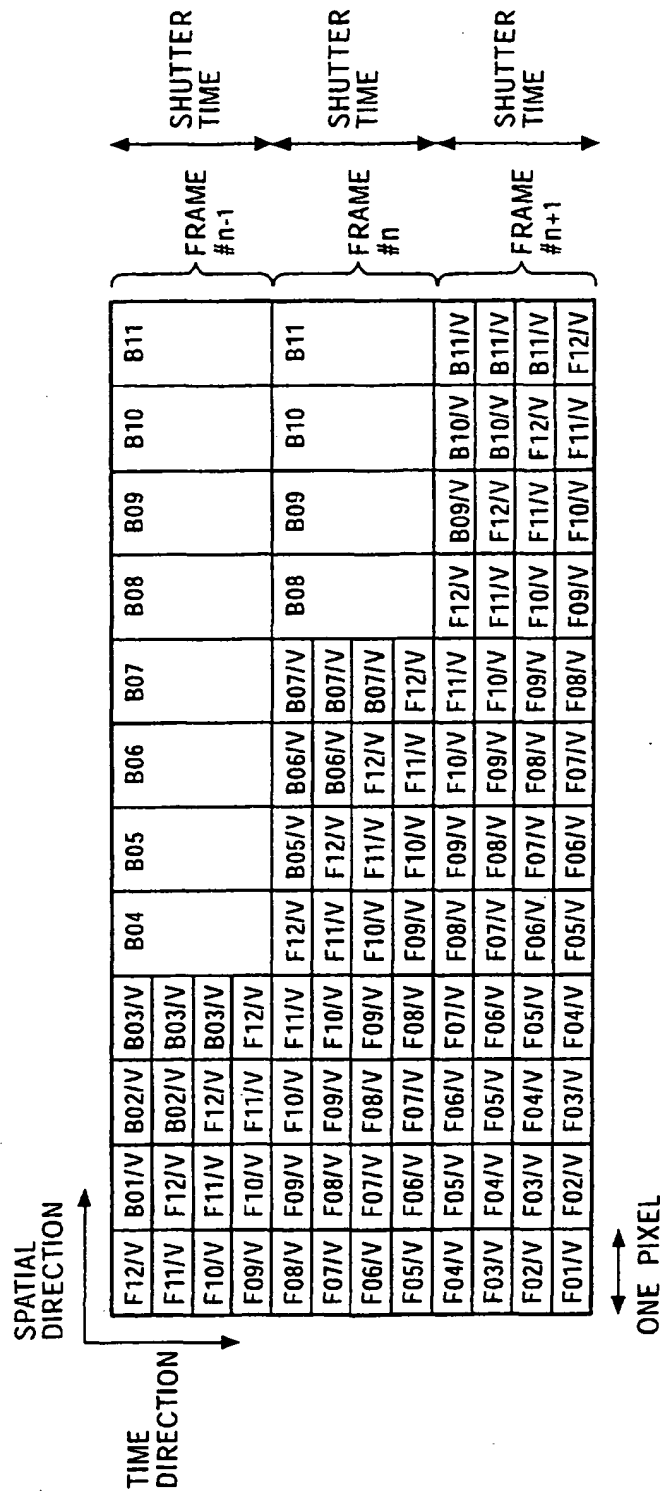 SPATIAL
DIRECTION
TIME
DIRECTION
F12/V B01/V B02/V B03/V B04 B05 B06 B07 B08 B09 B10 B11
F11/V F12/V B02/V B03/V
F10/V F11/V F12/V B03/V
F09/V F10/V F11/V F12/V
F08/V F09/V F10/V F11/V F12/V B05/V B06/V B07/V B08 B09 B10 B11
F07/V F08/V F09/V F10/V F11/V F12/V B06/V B07/V
F06/V F07/V F08/V F09/V F10/V F11/V F12/V B07/V
F05/V F06/V F07/V F08/V F09/V F10/V F11/V F12/V
F04/V F05/V F06/V F07/V F08/V F09/V F10/V F11/V F12/V B09/V B10/V B11/V
F03/V F04/V F05/V F06/V F07/V F08/V F09/V F10/V F11/V F12/V B10/V B11/V
F02/V F03/V F04/V F05/V F06/V F07/V F08/V F09/V F10/V F11/V F12/V B11/V
F01/V F02/V F03/V F04/V F05/V F06/V F07/V F08/V F09/V F10/V F11/V F12/V
FRAME
#n-1
SHUTTER
TIME
FRAME
#n
SHUTTER
TIME
FRAME
#n+1
SHUTTER
TIME
ONE PIXEL